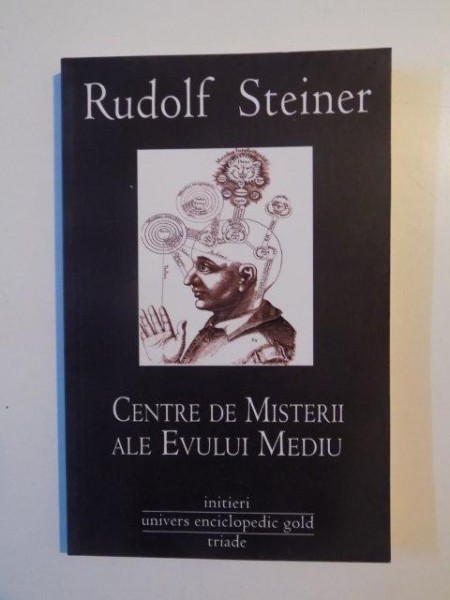 Rudolf Steiner
CENTRE DE MISTERII
ALE EVULUI MEDIU
initieri
univers enciclopedic gold
triade